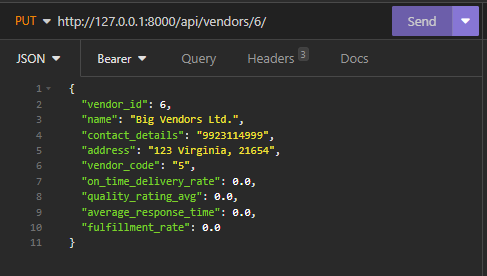 PUT http://127.0.0.1:8000/api/vendors/6/ Send
JSON Bearer Query Headers 3 Docs
1 {
2 "vendor_id": 6,
3 "name": "Big Vendors Ltd.",
4 "contact_details": "9923114999",
5 "address": "123 Virginia, 21654",
6 "vendor_code": "5",
7 "on_time_delivery_rate": 0.0,
8 "quality_rating_avg": 0.0,
9 "average_response_time": 0.0,
10 "fulfillment_rate": 0.0
11 }